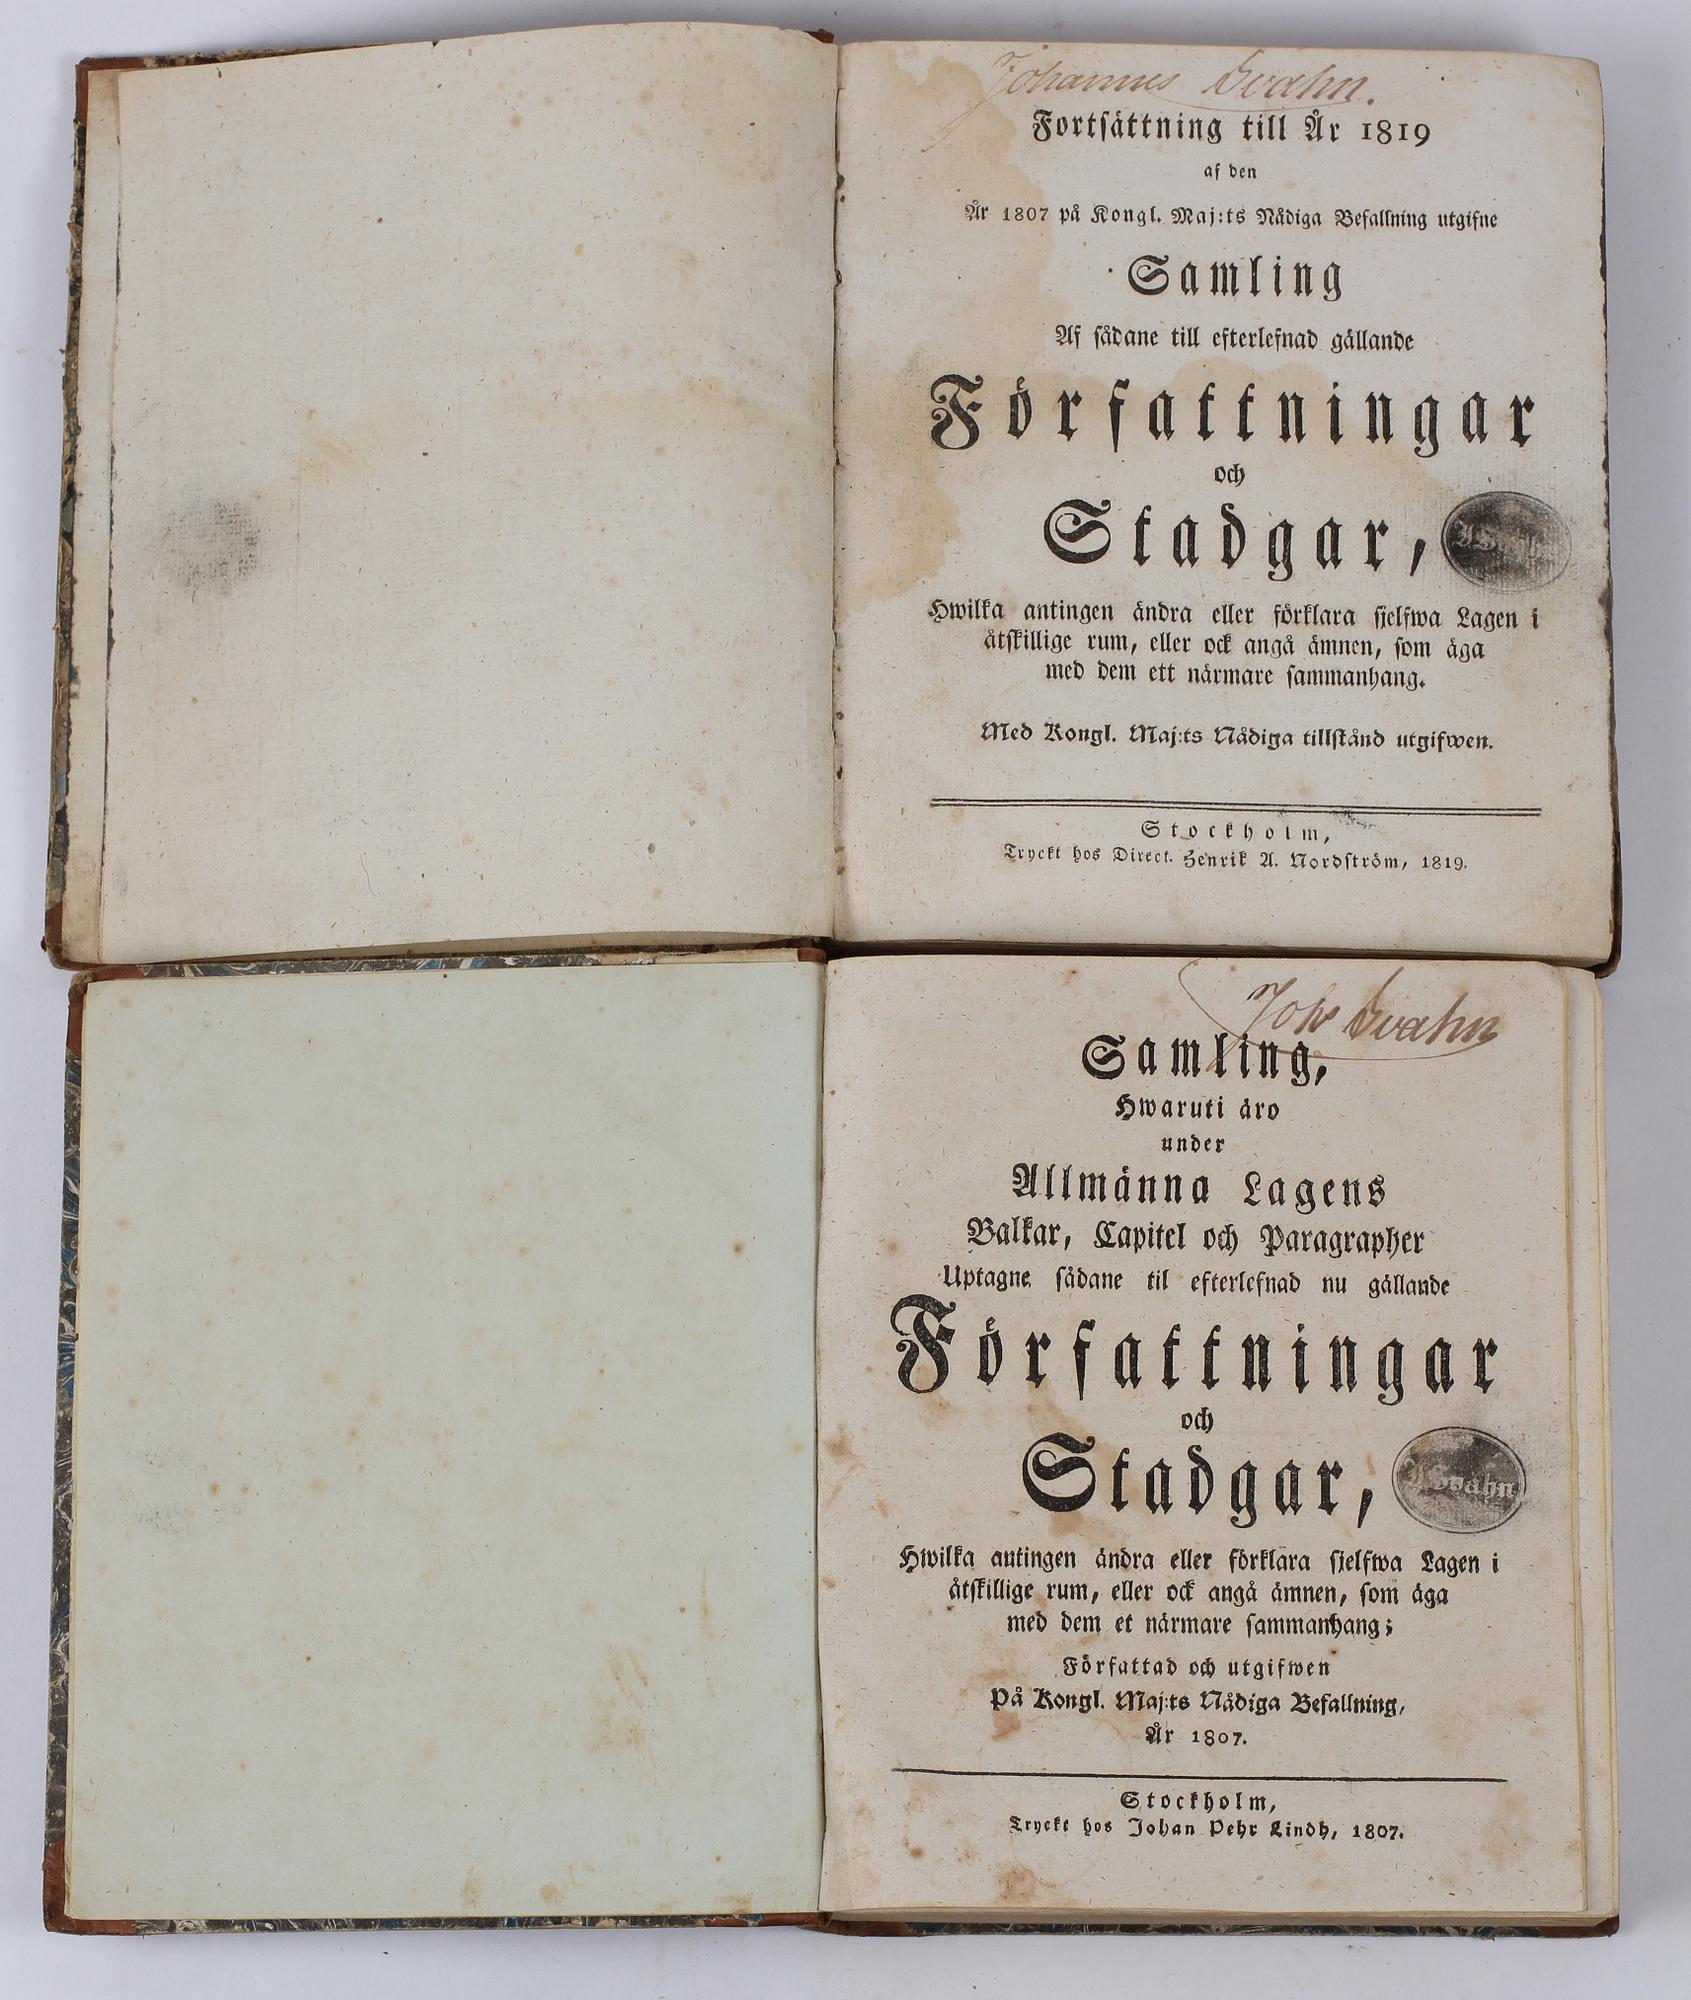 Johannes Svahn.
Fortsättning till År 1819
af den
År 1807 på Kongl. Maj:ts Nådiga Befallning utgifne
Samling
Af sådane till efterlefnad gällande
Författningar
och
Stadgar,
Hwilka antingen ändra eller förklara sjelfwa Lagen i
åtskillige rum, eller ock angå ämnen, som äga
med dem ett närmare sammanhang.
Med Kongl. Maj:ts Nådiga tillstånd utgifwen.
Stockholm,
Tryckt hos Direct. Henrik A. Nordström, 1819.
Joh Svahn
Samling,
Hwaruti äro
under
Allmänna Lagens
Balkar, Capitel och Paragrapher
Uptagne sådane til efterlefnad nu gällande
Författningar
och
Stadgar,
J Svahn
Hwilka antingen ändra eller förklara sjelfwa Lagen i
åtskillige rum, eller ock angå ämnen, som äga
med dem et närmare sammanhang;
Författad och utgifwen
På Kongl. Maj:ts Nådiga Befallning,
År 1807.
Stockholm,
Tryckt hos Johan Pehr Lindh, 1807.